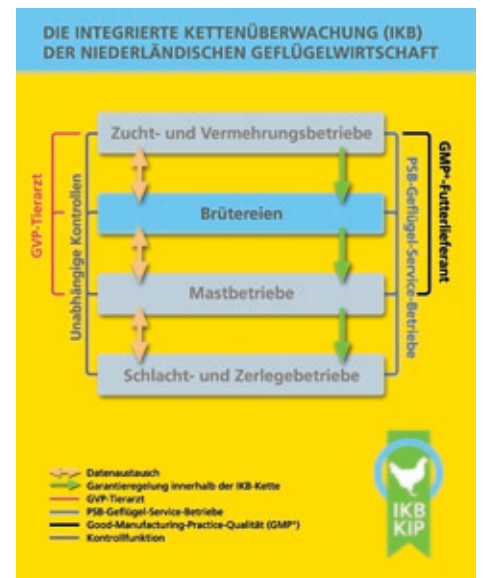 DIE INTEGRIERTE KETTENÜBERWACHUNG (IKB)
DER NIEDERLÄNDISCHEN GEFLÜGELWIRTSCHAFT
Zucht- und Vermehrungsbetriebe
Brütereien
Mastbetriebe
Schlacht- und Zerlegebetriebe
GVP-Tierarzt
Unabhängige Kontrollen
PSB-Geflügel-Service-Betriebe
GMP⁺-Futterlieferant
Datenaustausch
Garantieregelung innerhalb der IKB-Kette
GVP-Tierarzt
PSB-Geflügel-Service-Betriebe
Good-Manufacturing-Practice-Qualität (GMP⁺)
Kontrollfunktion
IKB
KIP